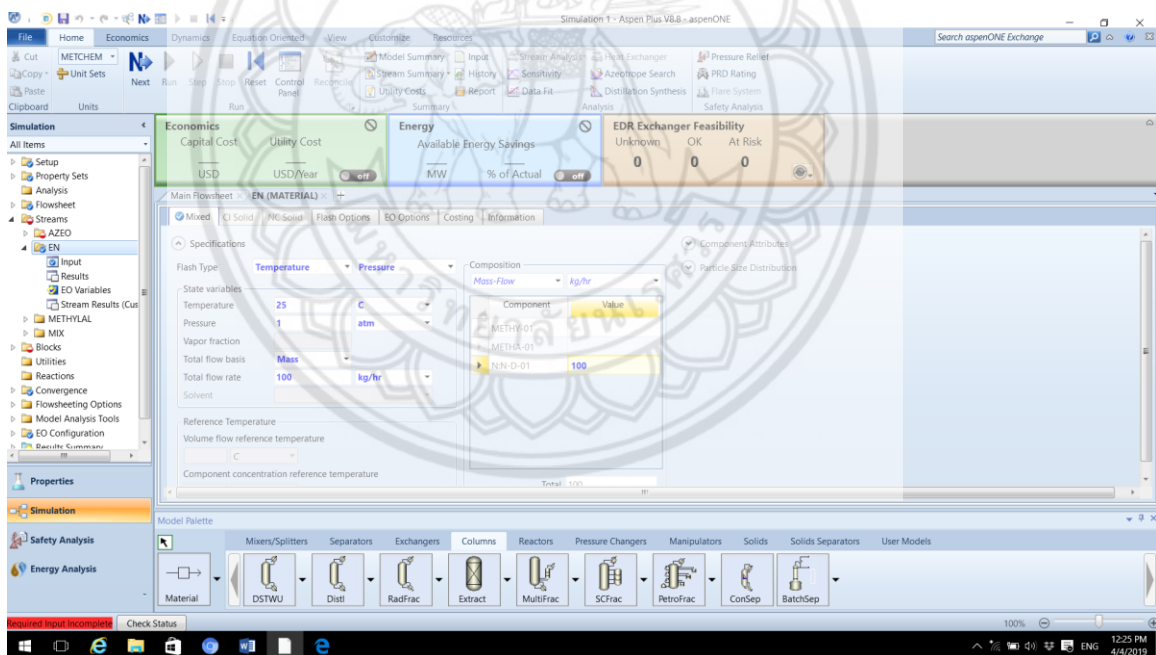 Simulation 1 - Aspen Plus V8.8 - aspenONE
File Home Economics Dynamics Equation Oriented View Customize Resources Search aspenONE Exchange
Cut METCHEM Model Summary Input Stream Analysis Heat Exchanger Pressure Relief
Copy Unit Sets Next Run Step Stop Reset Control Panel Reconcile Stream Summary History Sensitivity Azeotrope Search PRD Rating
Paste Utility Costs Report Data Fit Distillation Synthesis Flare System
Clipboard Units Run Summary Analysis Safety Analysis
Simulation Economics Energy EDR Exchanger Feasibility
All Items Capital Cost Utility Cost Available Energy Savings Unknown OK At Risk
Setup USD USD/Year off MW % of Actual off 0 0 0
Property Sets
Analysis Main Flowsheet EN (MATERIAL) +
Flowsheet
Streams Mixed CI Solid NC Solid Flash Options EO Options Costing Information
AZEO
EN Specifications Component Attributes
Input Flash Type Temperature Pressure Composition Particle Size Distribution
Results State variables Mass-Flow kg/hr
EO Variables Temperature 25 C Component Value
Stream Results (Cus
METHYLAL Pressure 1 atm METHY-01
MIX Vapor fraction METHA-01
Blocks Total flow basis Mass N:N-D-01 100
Utilities
Reactions Total flow rate 100 kg/hr
Convergence Solvent
Flowsheeting Options
Model Analysis Tools Reference Temperature
EO Configuration Volume flow reference temperature
Results Summary C
Component concentration reference temperature
Total 100
Properties
Simulation
Safety Analysis
Energy Analysis
Model Palette
Mixers/Splitters Separators Exchangers Columns Reactors Pressure Changers Manipulators Solids Solids Separators User Models
Material DSTWU Distl RadFrac Extract MultiFrac SCFrac PetroFrac ConSep BatchSep
Required Input Incomplete Check Status 100%
ENG 12:25 PM
4/4/2019